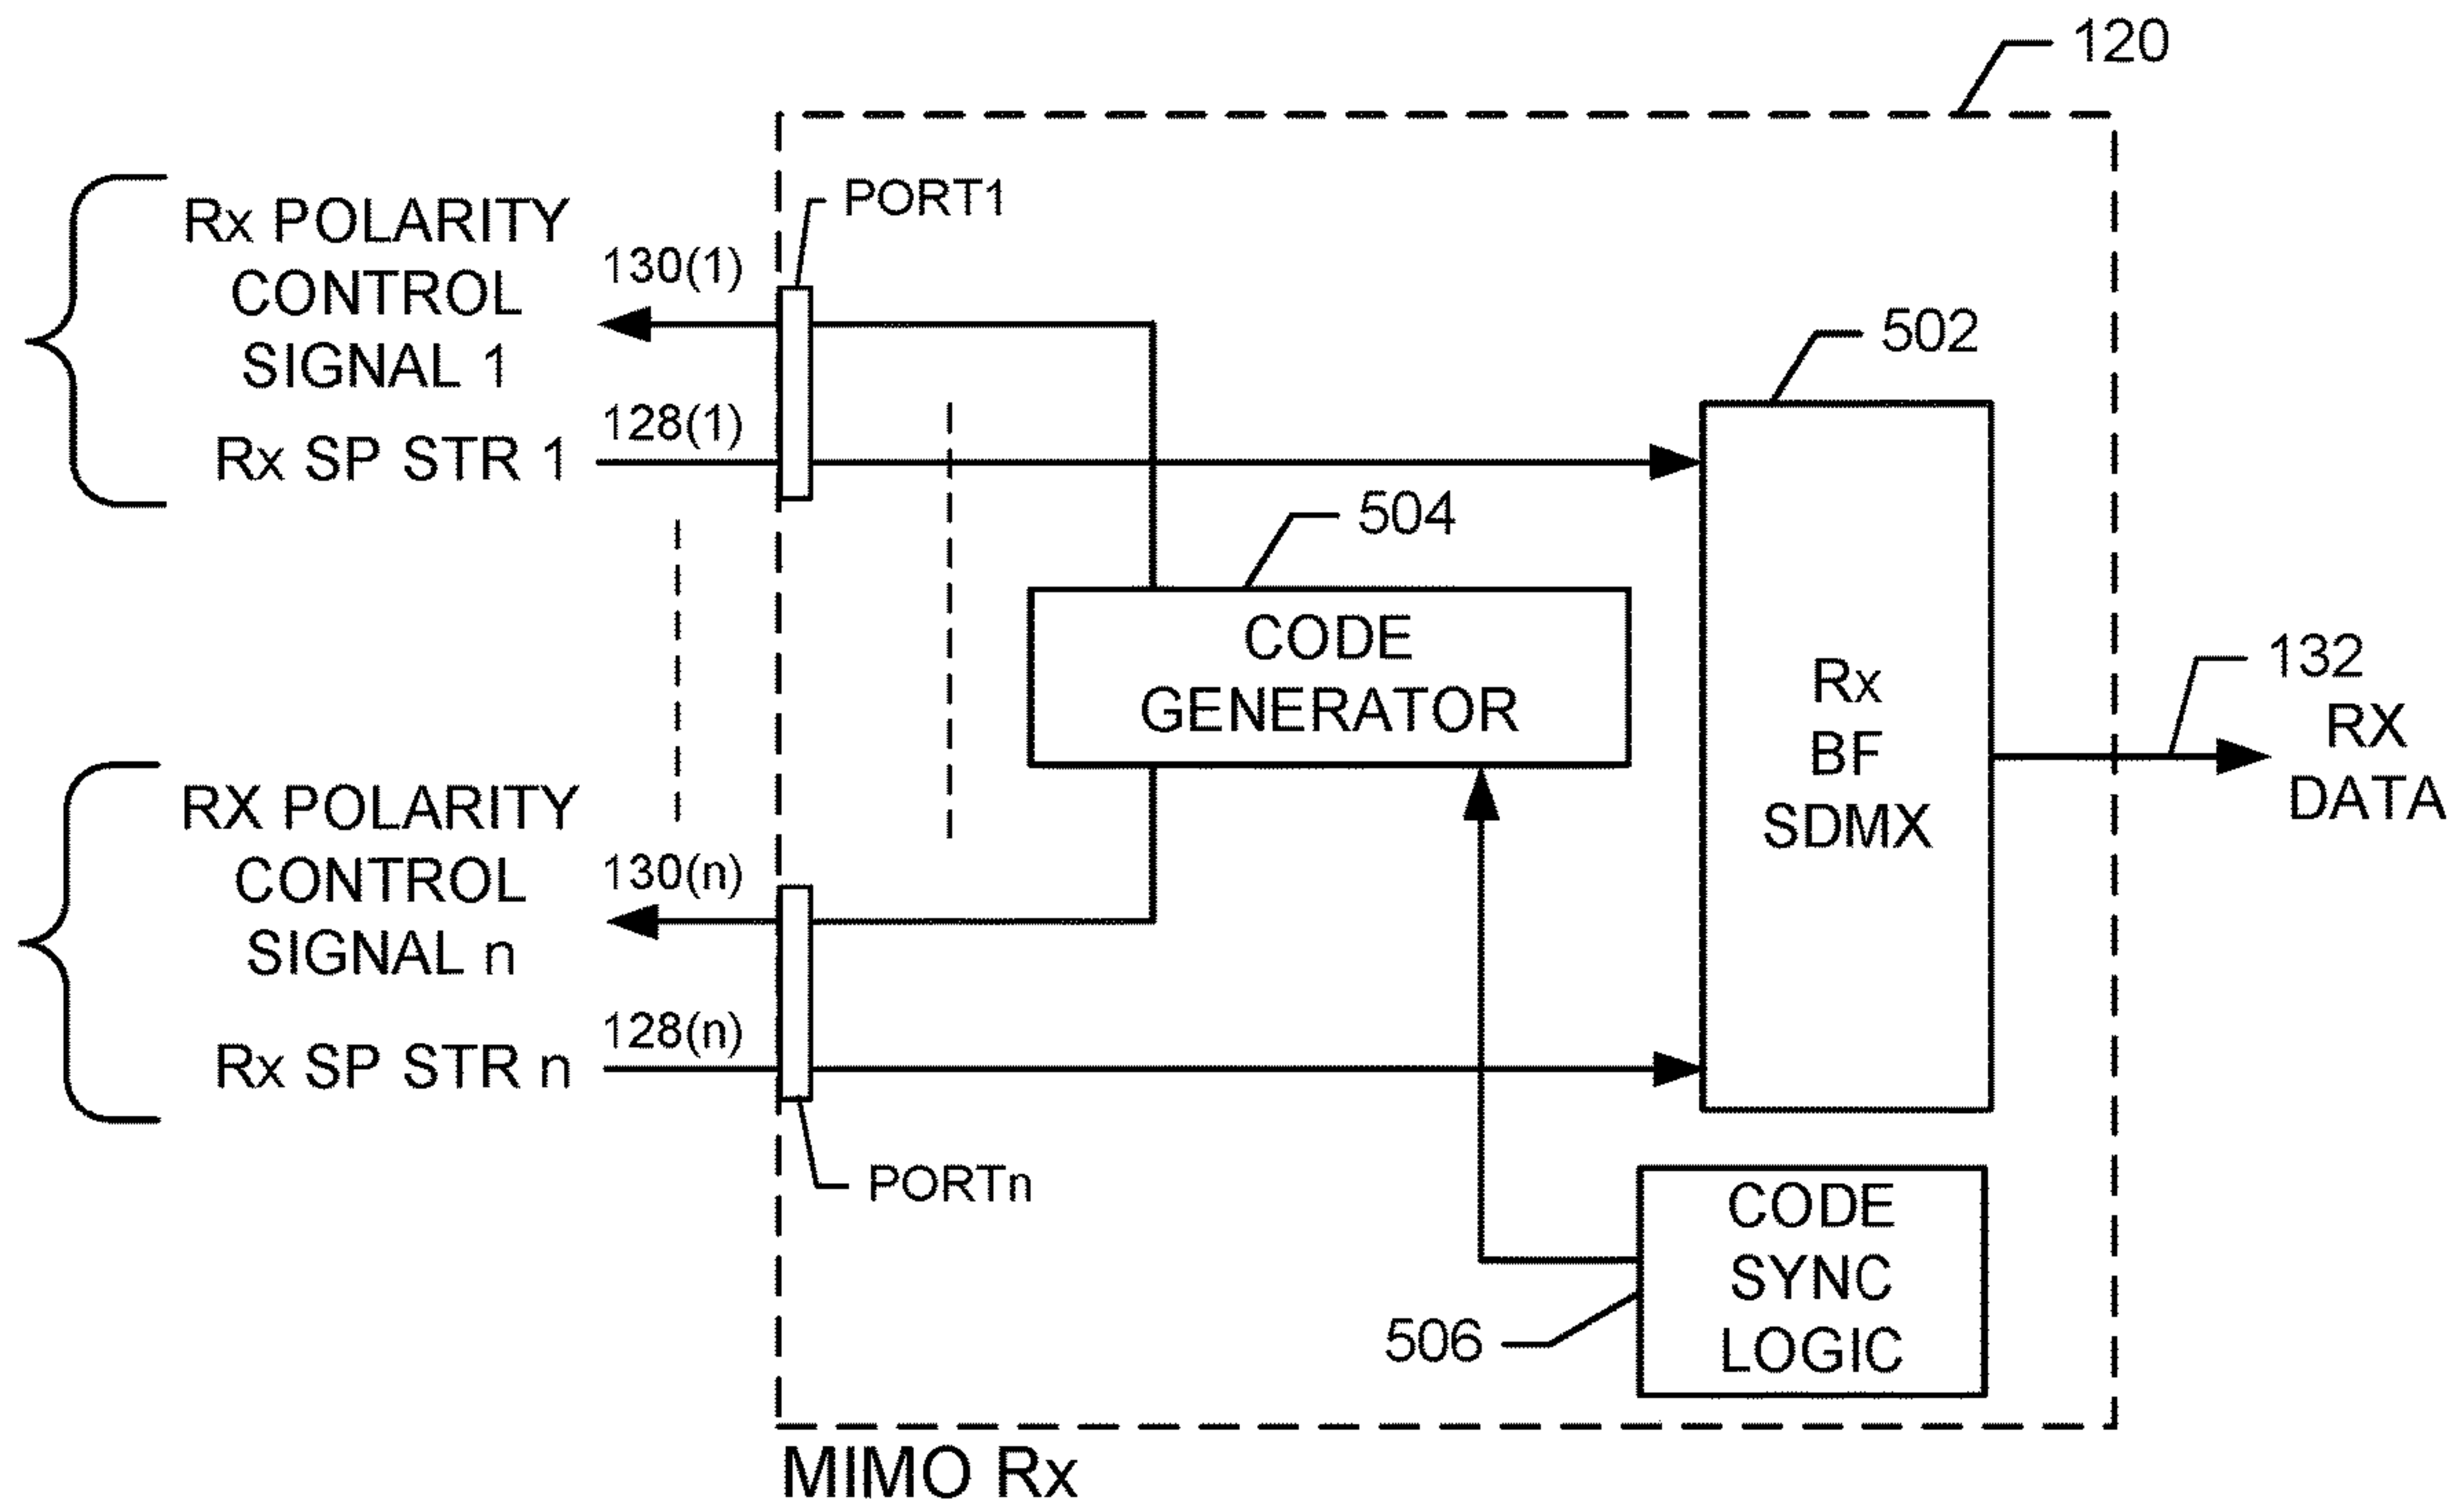 120
PORT1
Rx POLARITY
CONTROL
SIGNAL 1
130(1)
128(1)
Rx SP STR 1
502
504
CODE
GENERATOR
Rx
BF
SDMX
132
RX
DATA
RX POLARITY
CONTROL
SIGNAL n
130(n)
128(n)
Rx SP STR n
PORTn
CODE
SYNC
LOGIC
506
MIMO Rx